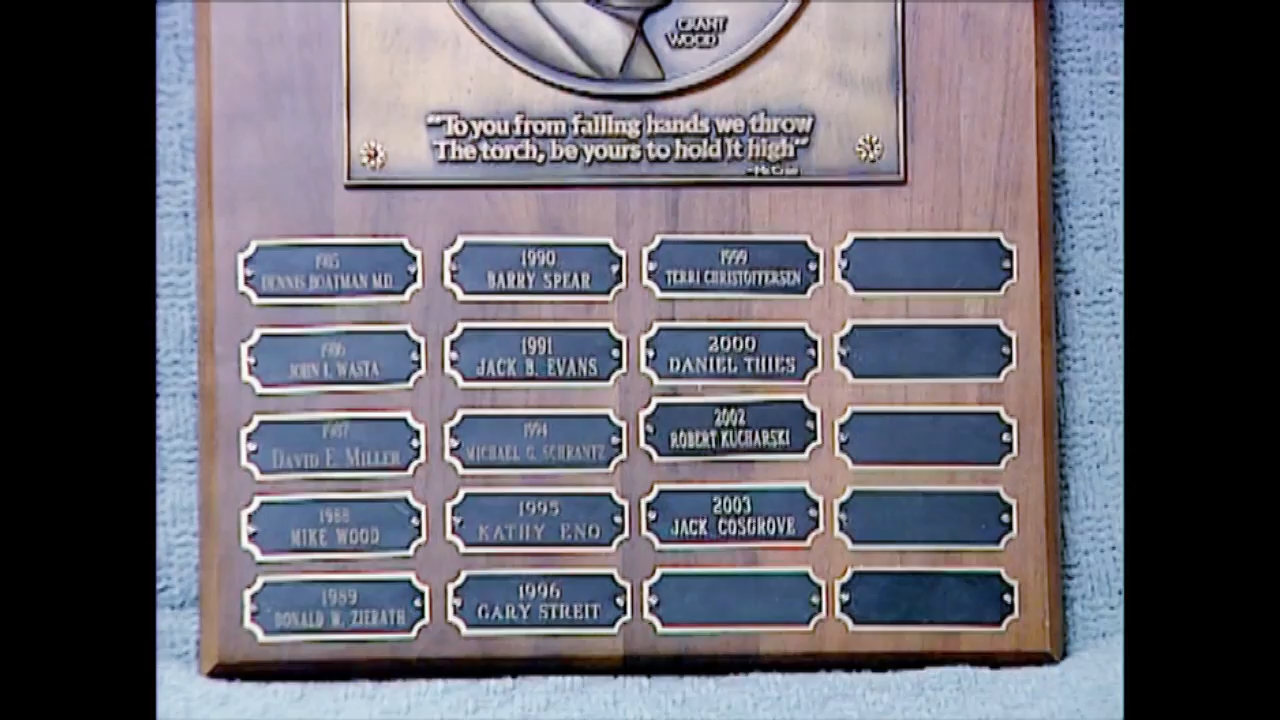 GRANT
WOOD
"To you from falling hands we throw
The torch, be yours to hold it high"
1985
DENNIS BOATMAN M.D.
1986
JOHN I. WASTA
1987
DAVID E. MILLER
1988
MIKE WOOD
1989
DONALD W. ZIERATH
1990
BARRY SPEAR
1991
JACK B. EVANS
1994
MICHAEL G. SCHRANTZ
1995
KATHY ENO
1996
GARY STREIT
1999
TERRI CHRISTOFFERSEN
2000
DANIEL THIES
2002
ROBERT KUCHARSKI
2003
JACK COSGROVE